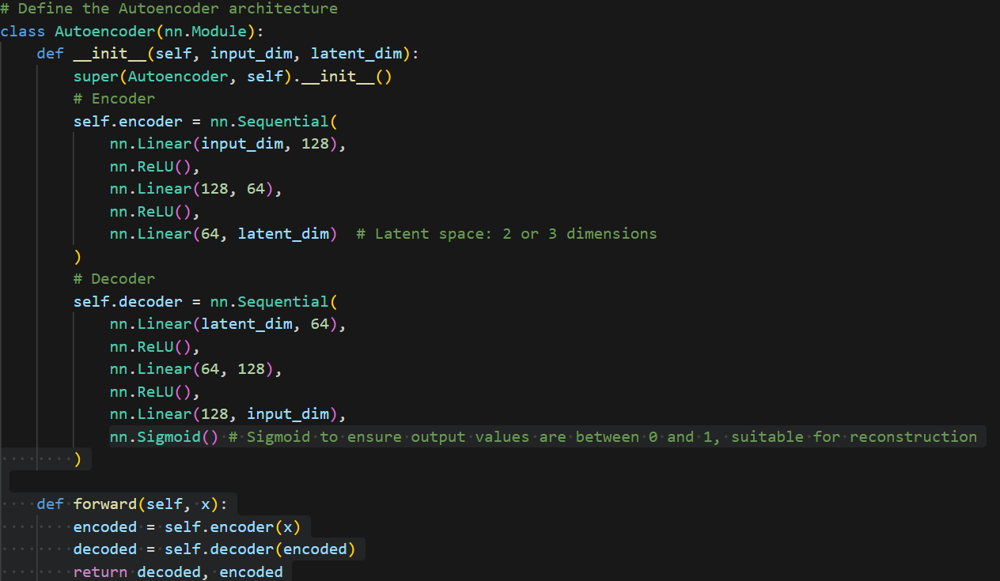 # Define the Autoencoder architecture
class Autoencoder(nn.Module):
    def __init__(self, input_dim, latent_dim):
        super(Autoencoder, self).__init__()
        # Encoder
        self.encoder = nn.Sequential(
            nn.Linear(input_dim, 128),
            nn.ReLU(),
            nn.Linear(128, 64),
            nn.ReLU(),
            nn.Linear(64, latent_dim)  # Latent space: 2 or 3 dimensions
        )
        # Decoder
        self.decoder = nn.Sequential(
            nn.Linear(latent_dim, 64),
            nn.ReLU(),
            nn.Linear(64, 128),
            nn.ReLU(),
            nn.Linear(128, input_dim),
            nn.Sigmoid() # Sigmoid to ensure output values are between 0 and 1, suitable for reconstruction
        )
    def forward(self, x):
        encoded = self.encoder(x)
        decoded = self.decoder(encoded)
        return decoded, encoded